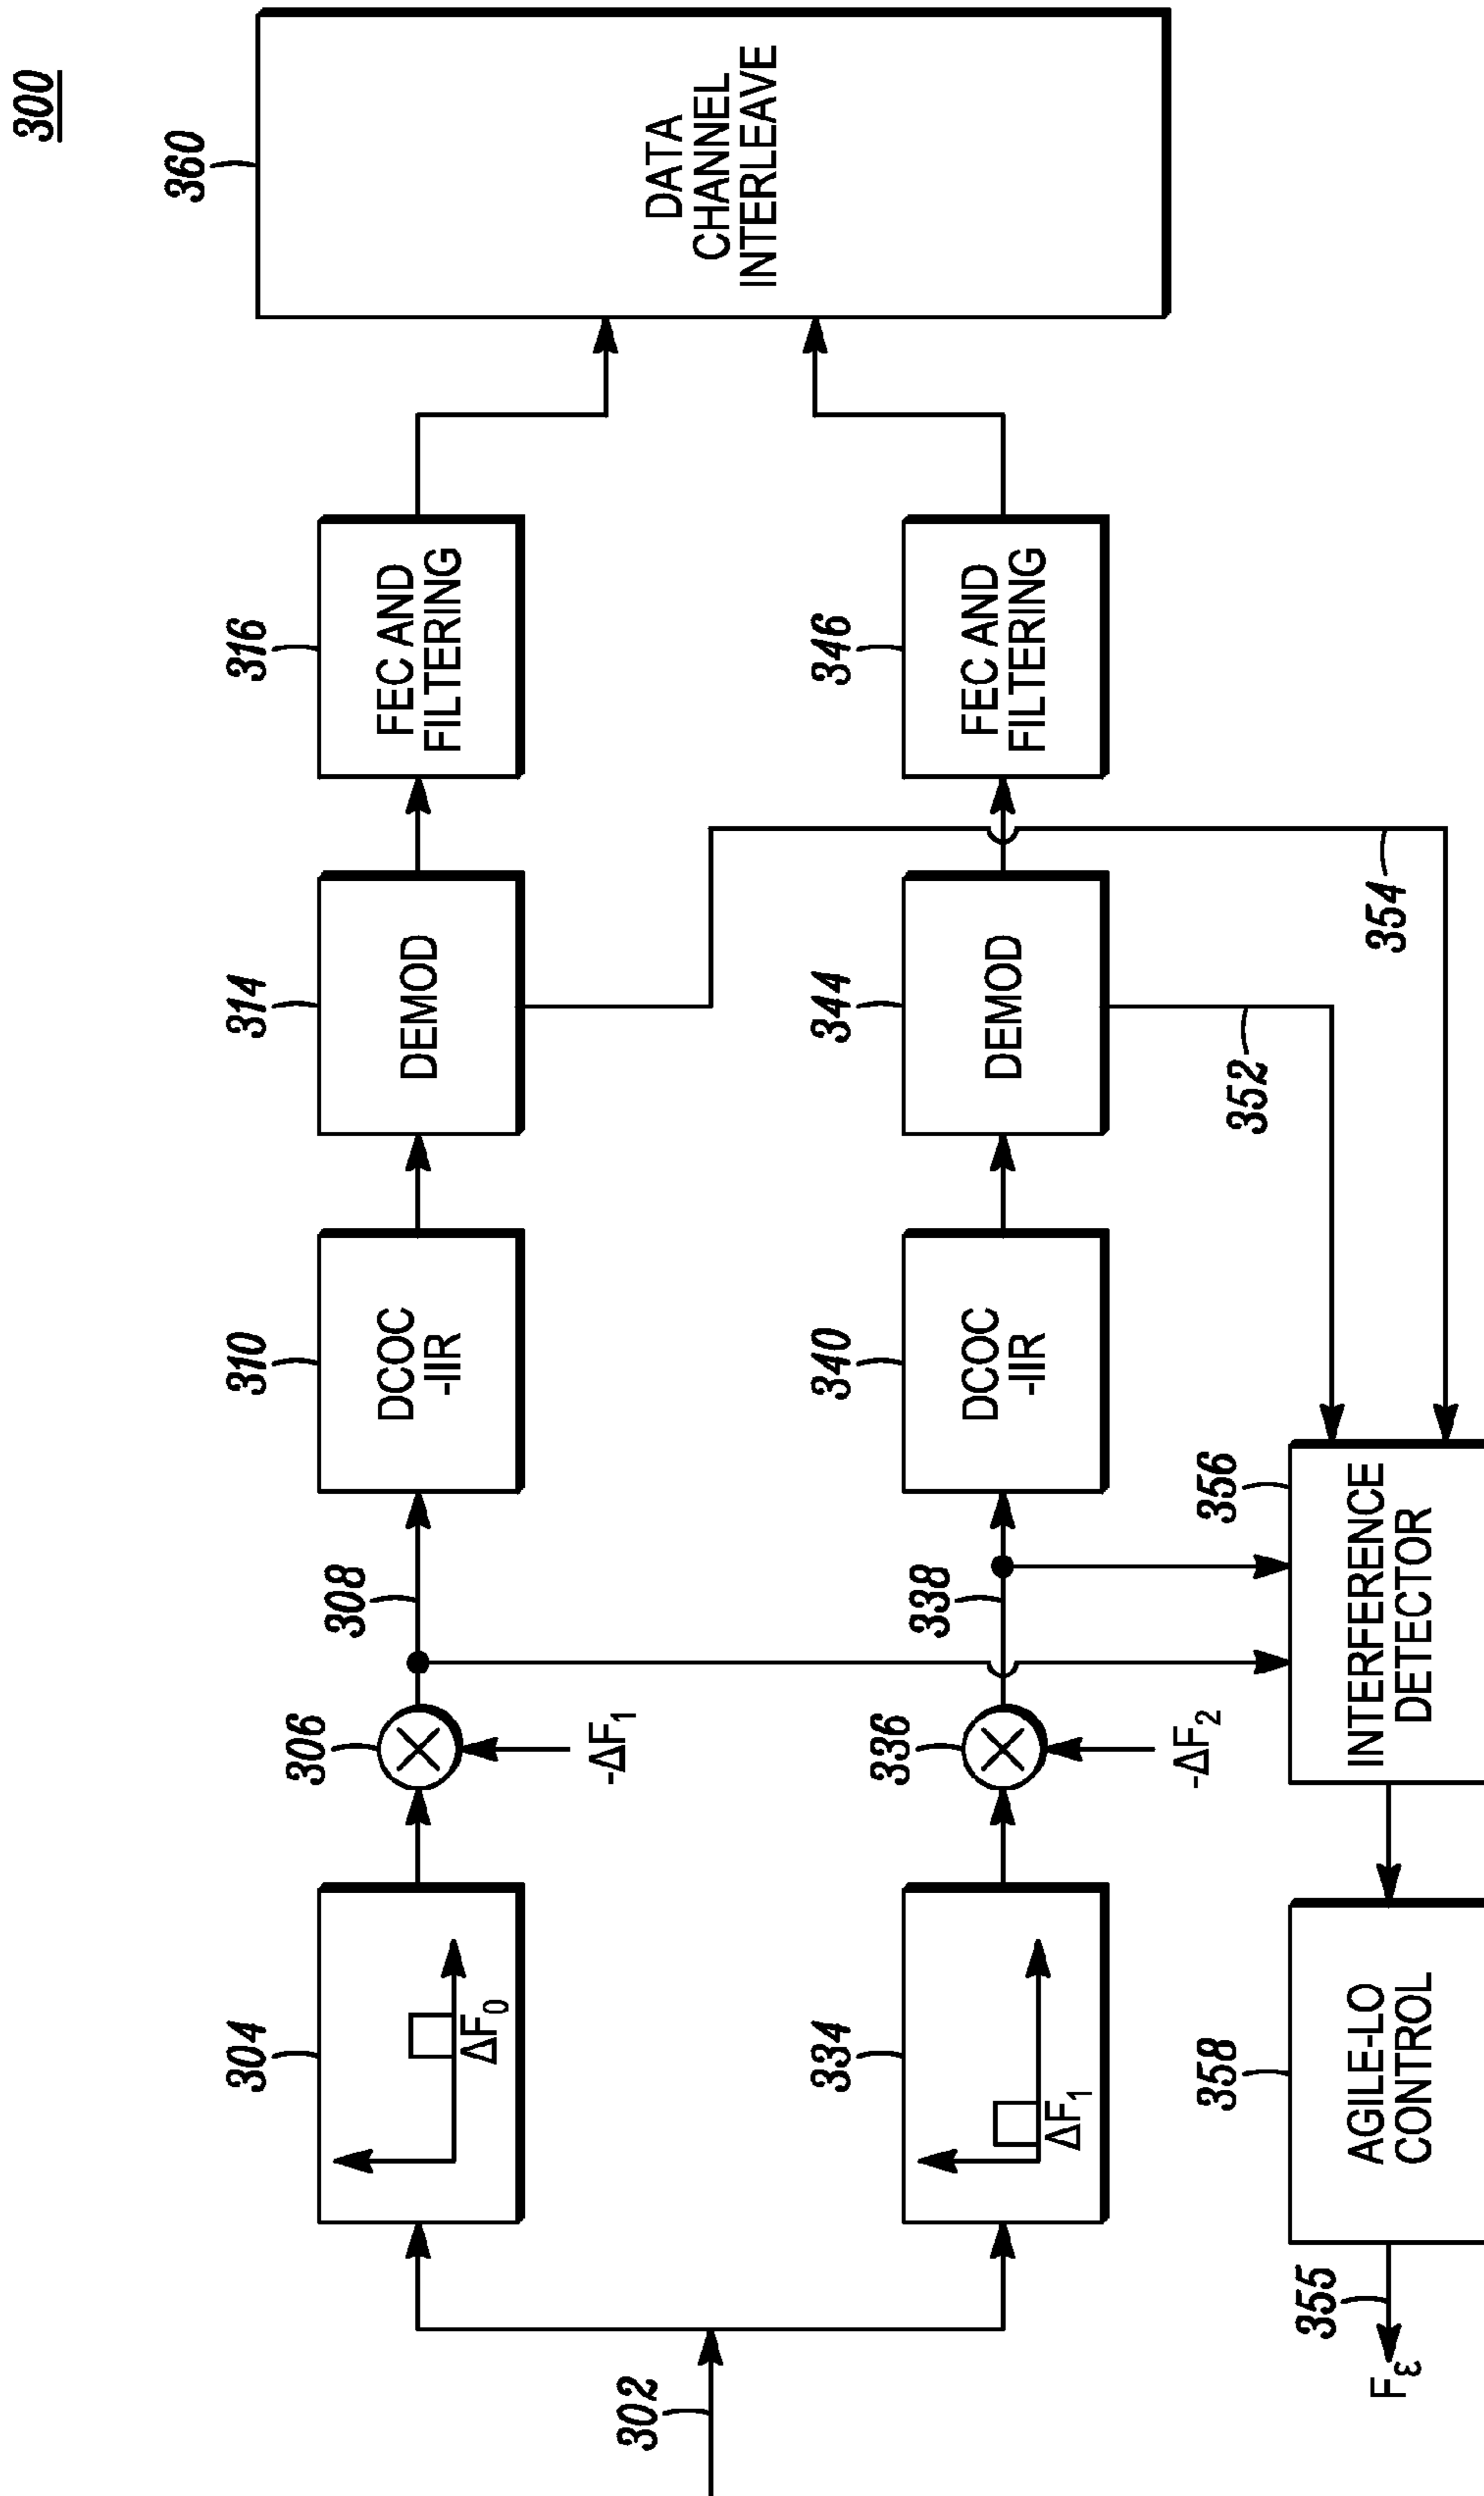 300
304
ΔF0
306
-ΔF1
308
310
DCOC
-IIR
314
DEMOD
316
FEC AND
FILTERING
360
DATA
CHANNEL
INTERLEAVE
302
334
ΔF1
336
-ΔF2
338
340
DCOC
-IIR
344
DEMOD
346
FEC AND
FILTERING
352
354
356
INTERFERENCE
DETECTOR
358
AGILE-LO
CONTROL
355
Fε